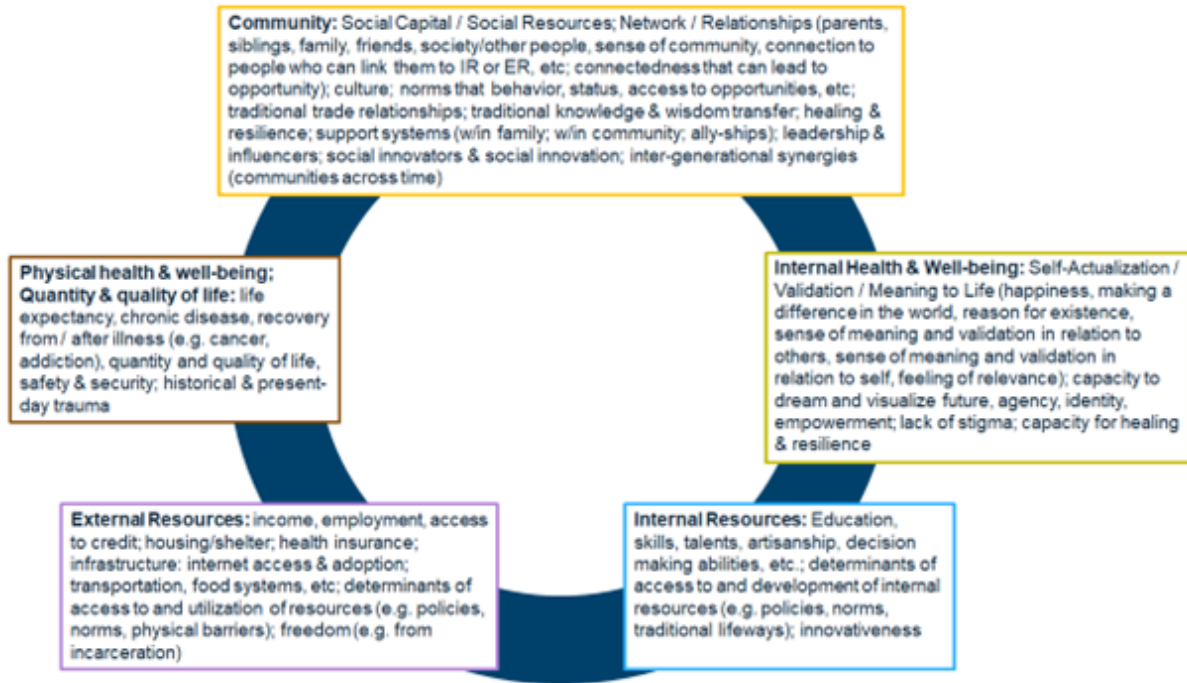 Community: Social Capital / Social Resources; Network / Relationships (parents,
siblings, family, friends, society/other people, sense of community, connection to
people who can link them to IR or ER, etc; connectedness that can lead to
opportunity); culture; norms that behavior, status, access to opportunities, etc;
traditional trade relationships; traditional knowledge & wisdom transfer; healing &
resilience; support systems (w/in family; w/in community; ally-ships); leadership &
influencers; social innovators & social innovation; inter-generational synergies
(communities across time)
Physical health & well-being;
Quantity & quality of life: life
expectancy, chronic disease, recovery
from / after illness (e.g. cancer,
addiction), quantity and quality of life,
safety & security; historical & present-
day trauma
Internal Health & Well-being: Self-Actualization /
Validation / Meaning to Life (happiness, making a
difference in the world, reason for existence,
sense of meaning and validation in relation to
others, sense of meaning and validation in
relation to self, feeling of relevance); capacity to
dream and visualize future, agency, identity,
empowerment; lack of stigma; capacity for healing
& resilience
External Resources: income, employment, access
to credit; housing/shelter; health insurance;
infrastructure: internet access & adoption;
transportation, food systems, etc; determinants of
access to and utilization of resources (e.g. policies,
norms, physical barriers); freedom (e.g. from
incarceration)
Internal Resources: Education,
skills, talents, artisanship, decision
making abilities, etc.; determinants of
access to and development of internal
resources (e.g. policies, norms,
traditional lifeways); innovativeness